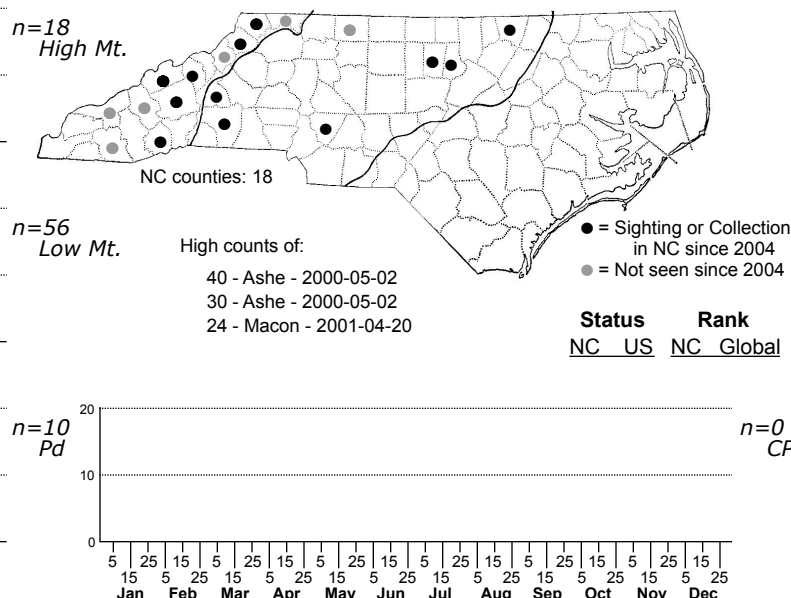 n=18
High Mt.
NC counties: 18
n=56
Low Mt.
High counts of:
40 - Ashe - 2000-05-02
30 - Ashe - 2000-05-02
24 - Macon - 2001-04-20
= Sighting or Collection
in NC since 2004
= Not seen since 2004
Status Rank
NC US NC Global
n=10
Pd
n=0
CP
20
10
0
5 25 15 5 25 15 5 25 15 5 25 15 5 25 15 5 25 15
15 5 25 15 5 25 15 5 25 15 5 25 15 5 25 15 5 25
Jan Feb Mar Apr May Jun Jul Aug Sep Oct Nov Dec